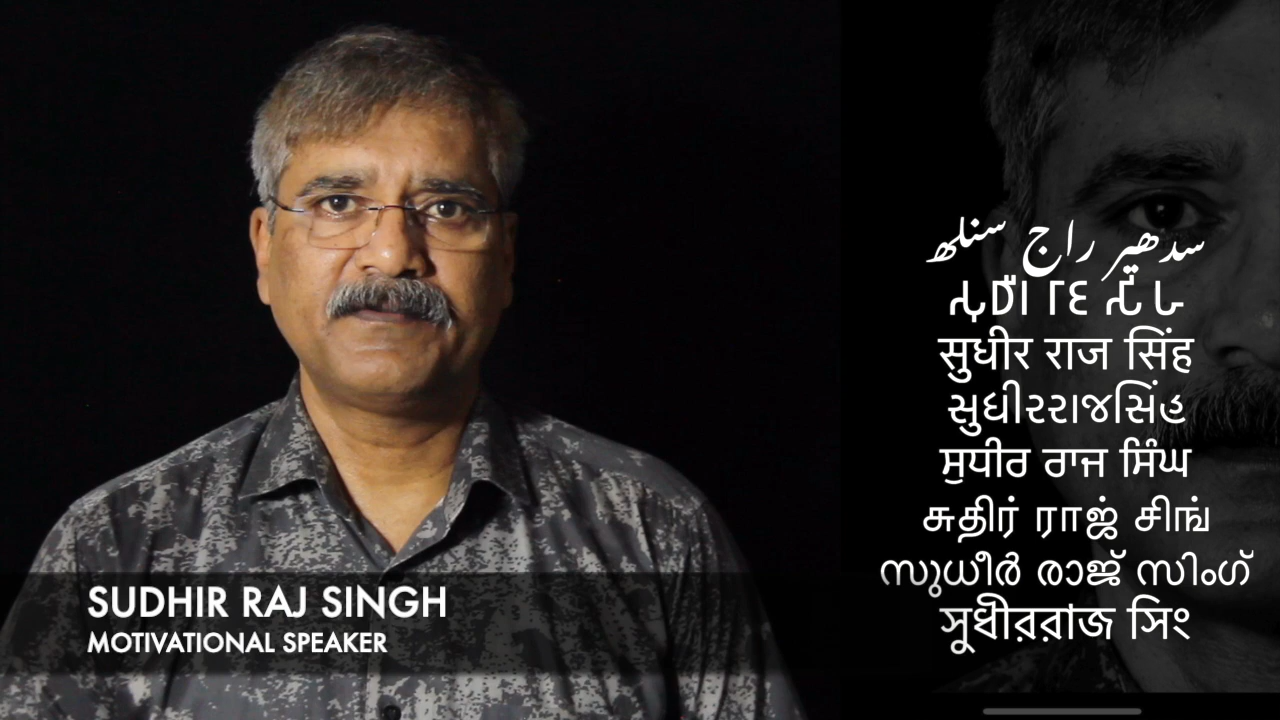 SUDHIR RAJ SINGH
MOTIVATIONAL SPEAKER
سدھیر راج سنلھ
𑀲𑀼𑀥𑀻𑀭 𑀭𑀸𑀚 𑀲𑀺𑀁 𑀳
सुधीर राज सिंह
સુધીરરાજસિંહ
ਸੁਧੀਰ ਰਾਜ ਸਿੰਘ
சுதிர் ராஜ் சிங்
സുധീർ രാജ് സിംഗ്
সুধীররাজ সিং